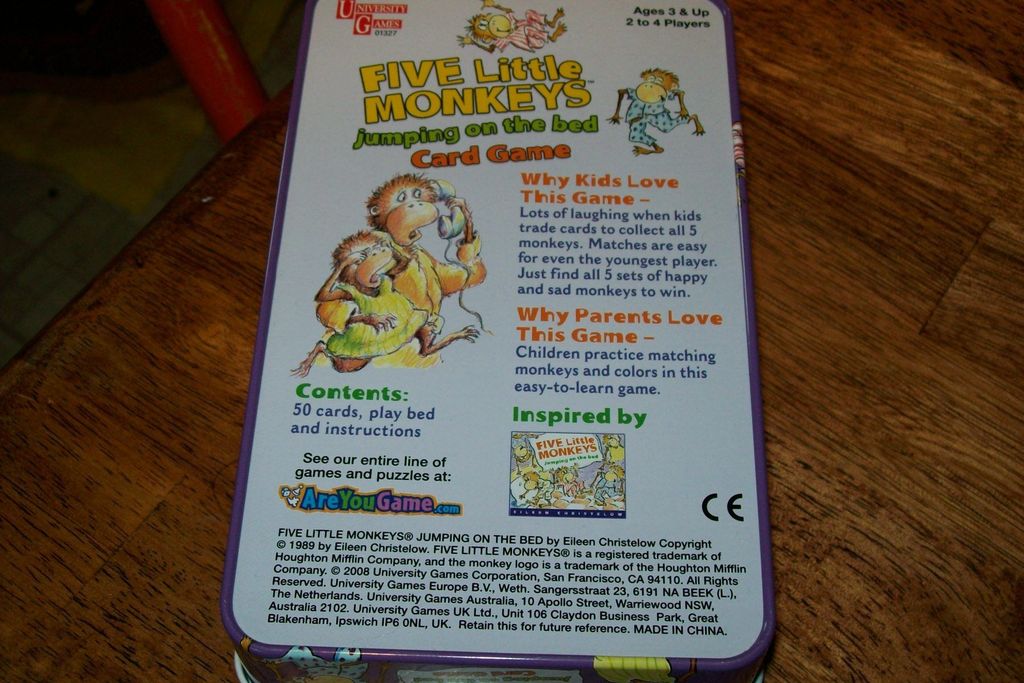 UNIVERSITY
GAMES
01327
Ages 3 & Up
2 to 4 Players
FIVE Little
MONKEYS™
jumping on the bed
Card Game
Why Kids Love
This Game –
Lots of laughing when kids
trade cards to collect all 5
monkeys. Matches are easy
for even the youngest player.
Just find all 5 sets of happy
and sad monkeys to win.
Why Parents Love
This Game –
Children practice matching
monkeys and colors in this
easy-to-learn game.
Contents:
50 cards, play bed
and instructions
See our entire line of
games and puzzles at:
AreYouGame.com
Inspired by
FIVE Little
MONKEYS
jumping on the bed
EILEEN CHRISTELOW
CE
FIVE LITTLE MONKEYS® JUMPING ON THE BED by Eileen Christelow Copyright
© 1989 by Eileen Christelow. FIVE LITTLE MONKEYS® is a registered trademark of
Houghton Mifflin Company, and the monkey logo is a trademark of the Houghton Mifflin
Company. © 2008 University Games Corporation, San Francisco, CA 94110. All Rights
Reserved. University Games Europe B.V., Weth. Sangersstraat 23, 6191 NA BEEK (L.),
The Netherlands. University Games Australia, 10 Apollo Street, Warriewood NSW,
Australia 2102. University Games UK Ltd., Unit 106 Claydon Business Park, Great
Blakenham, Ipswich IP6 0NL, UK. Retain this for future reference. MADE IN CHINA.
Card Game